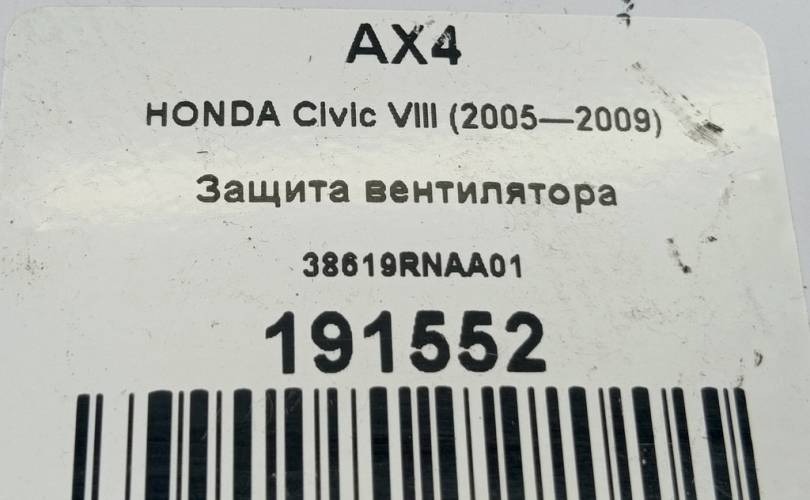 AX4
HONDA Civic VIII (2005—2009)
Защита вентилятора
38619RNAA01
191552